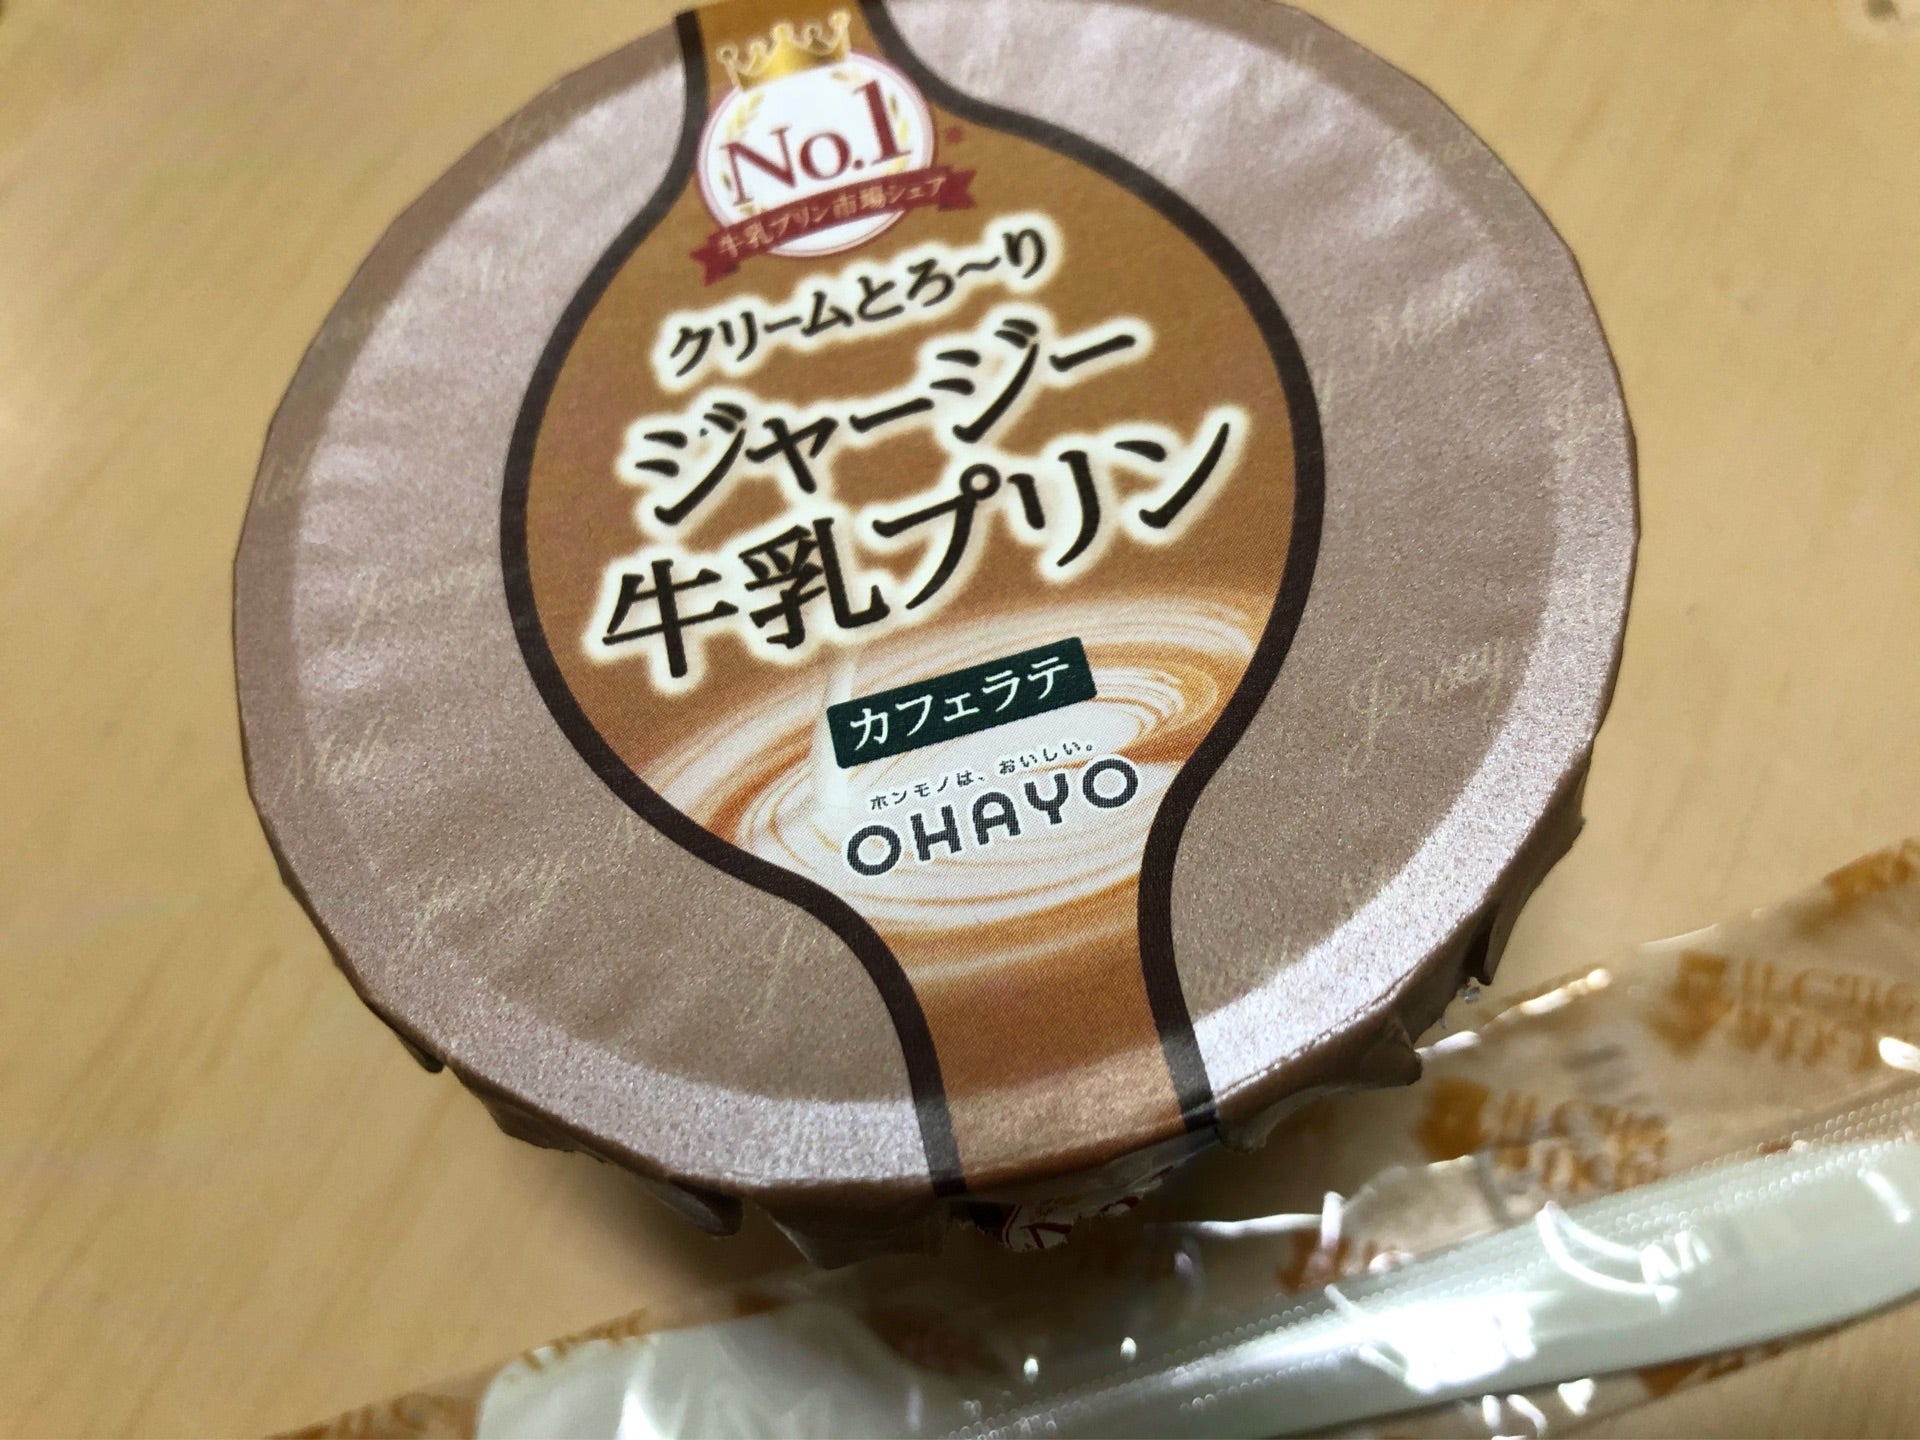 No.1
*
牛乳プリン市場シェア
クリームとろ〜り
ジャージー
牛乳プリン
カフェラテ
ホンモノは、おいしい。
OHAYO
Jersey